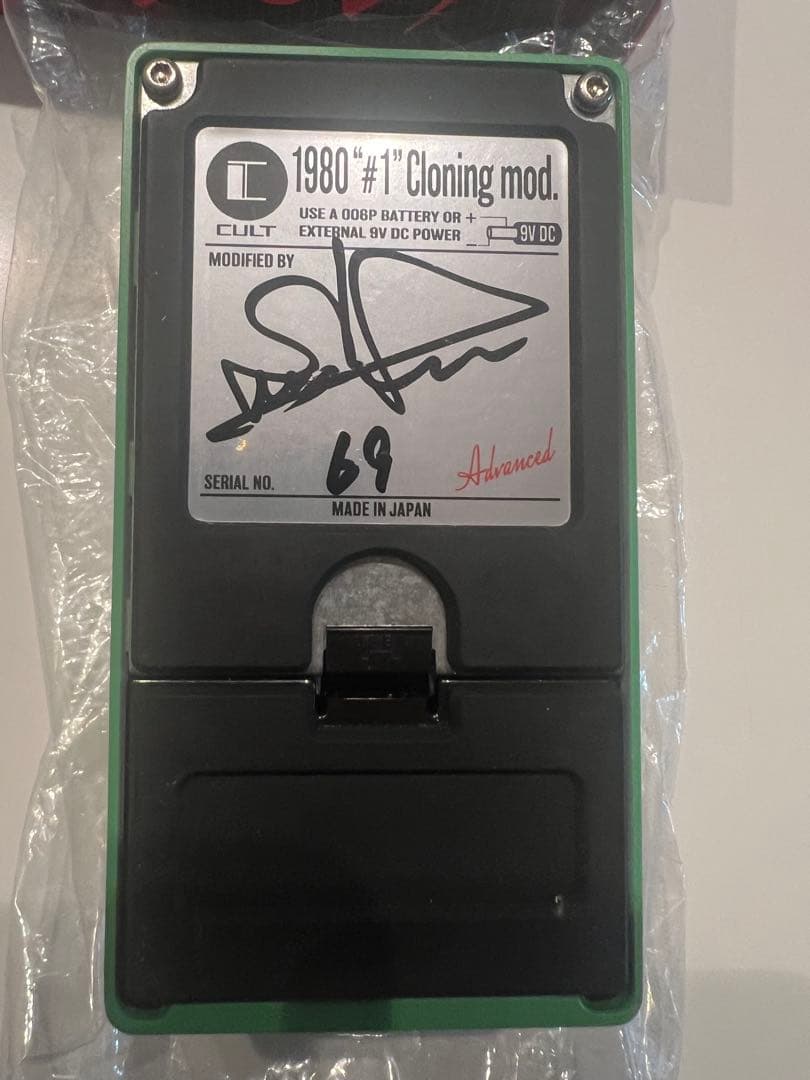 1980 "#1" Cloning mod.
CULT
USE A 006P BATTERY OR
EXTERNAL 9V DC POWER
+
-
9V DC
MODIFIED BY
69
Advanced
SERIAL NO.
MADE IN JAPAN